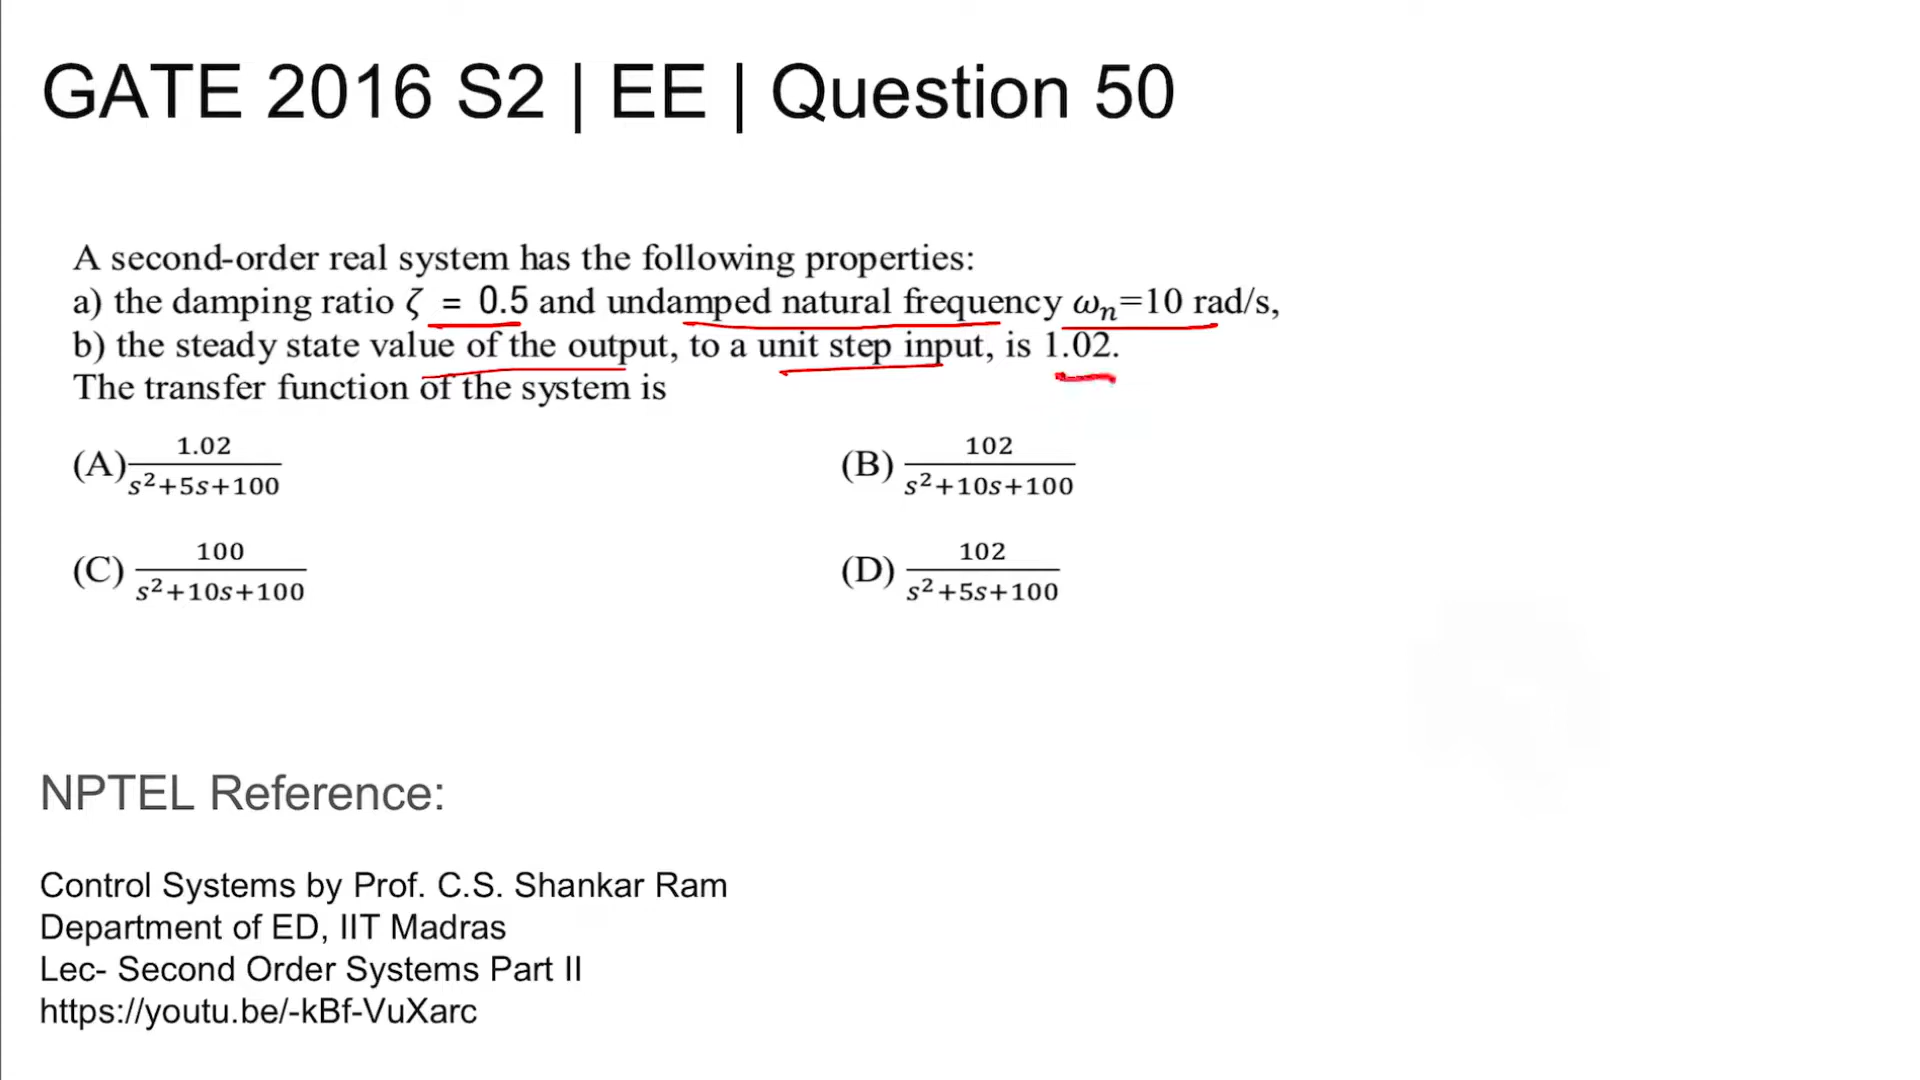 GATE 2016 S2 | EE | Question 50
A second-order real system has the following properties:
a) the damping ratio ζ = 0.5 and undamped natural frequency ωₙ=10 rad/s,
b) the steady state value of the output, to a unit step input, is 1.02.
The transfer function of the system is
(A) 1.02/(s²+5s+100) (B) 102/(s²+10s+100)
(C) 100/(s²+10s+100) (D) 102/(s²+5s+100)
NPTEL Reference:
Control Systems by Prof. C.S. Shankar Ram
Department of ED, IIT Madras
Lec- Second Order Systems Part II
https://youtu.be/-kBf-VuXarc